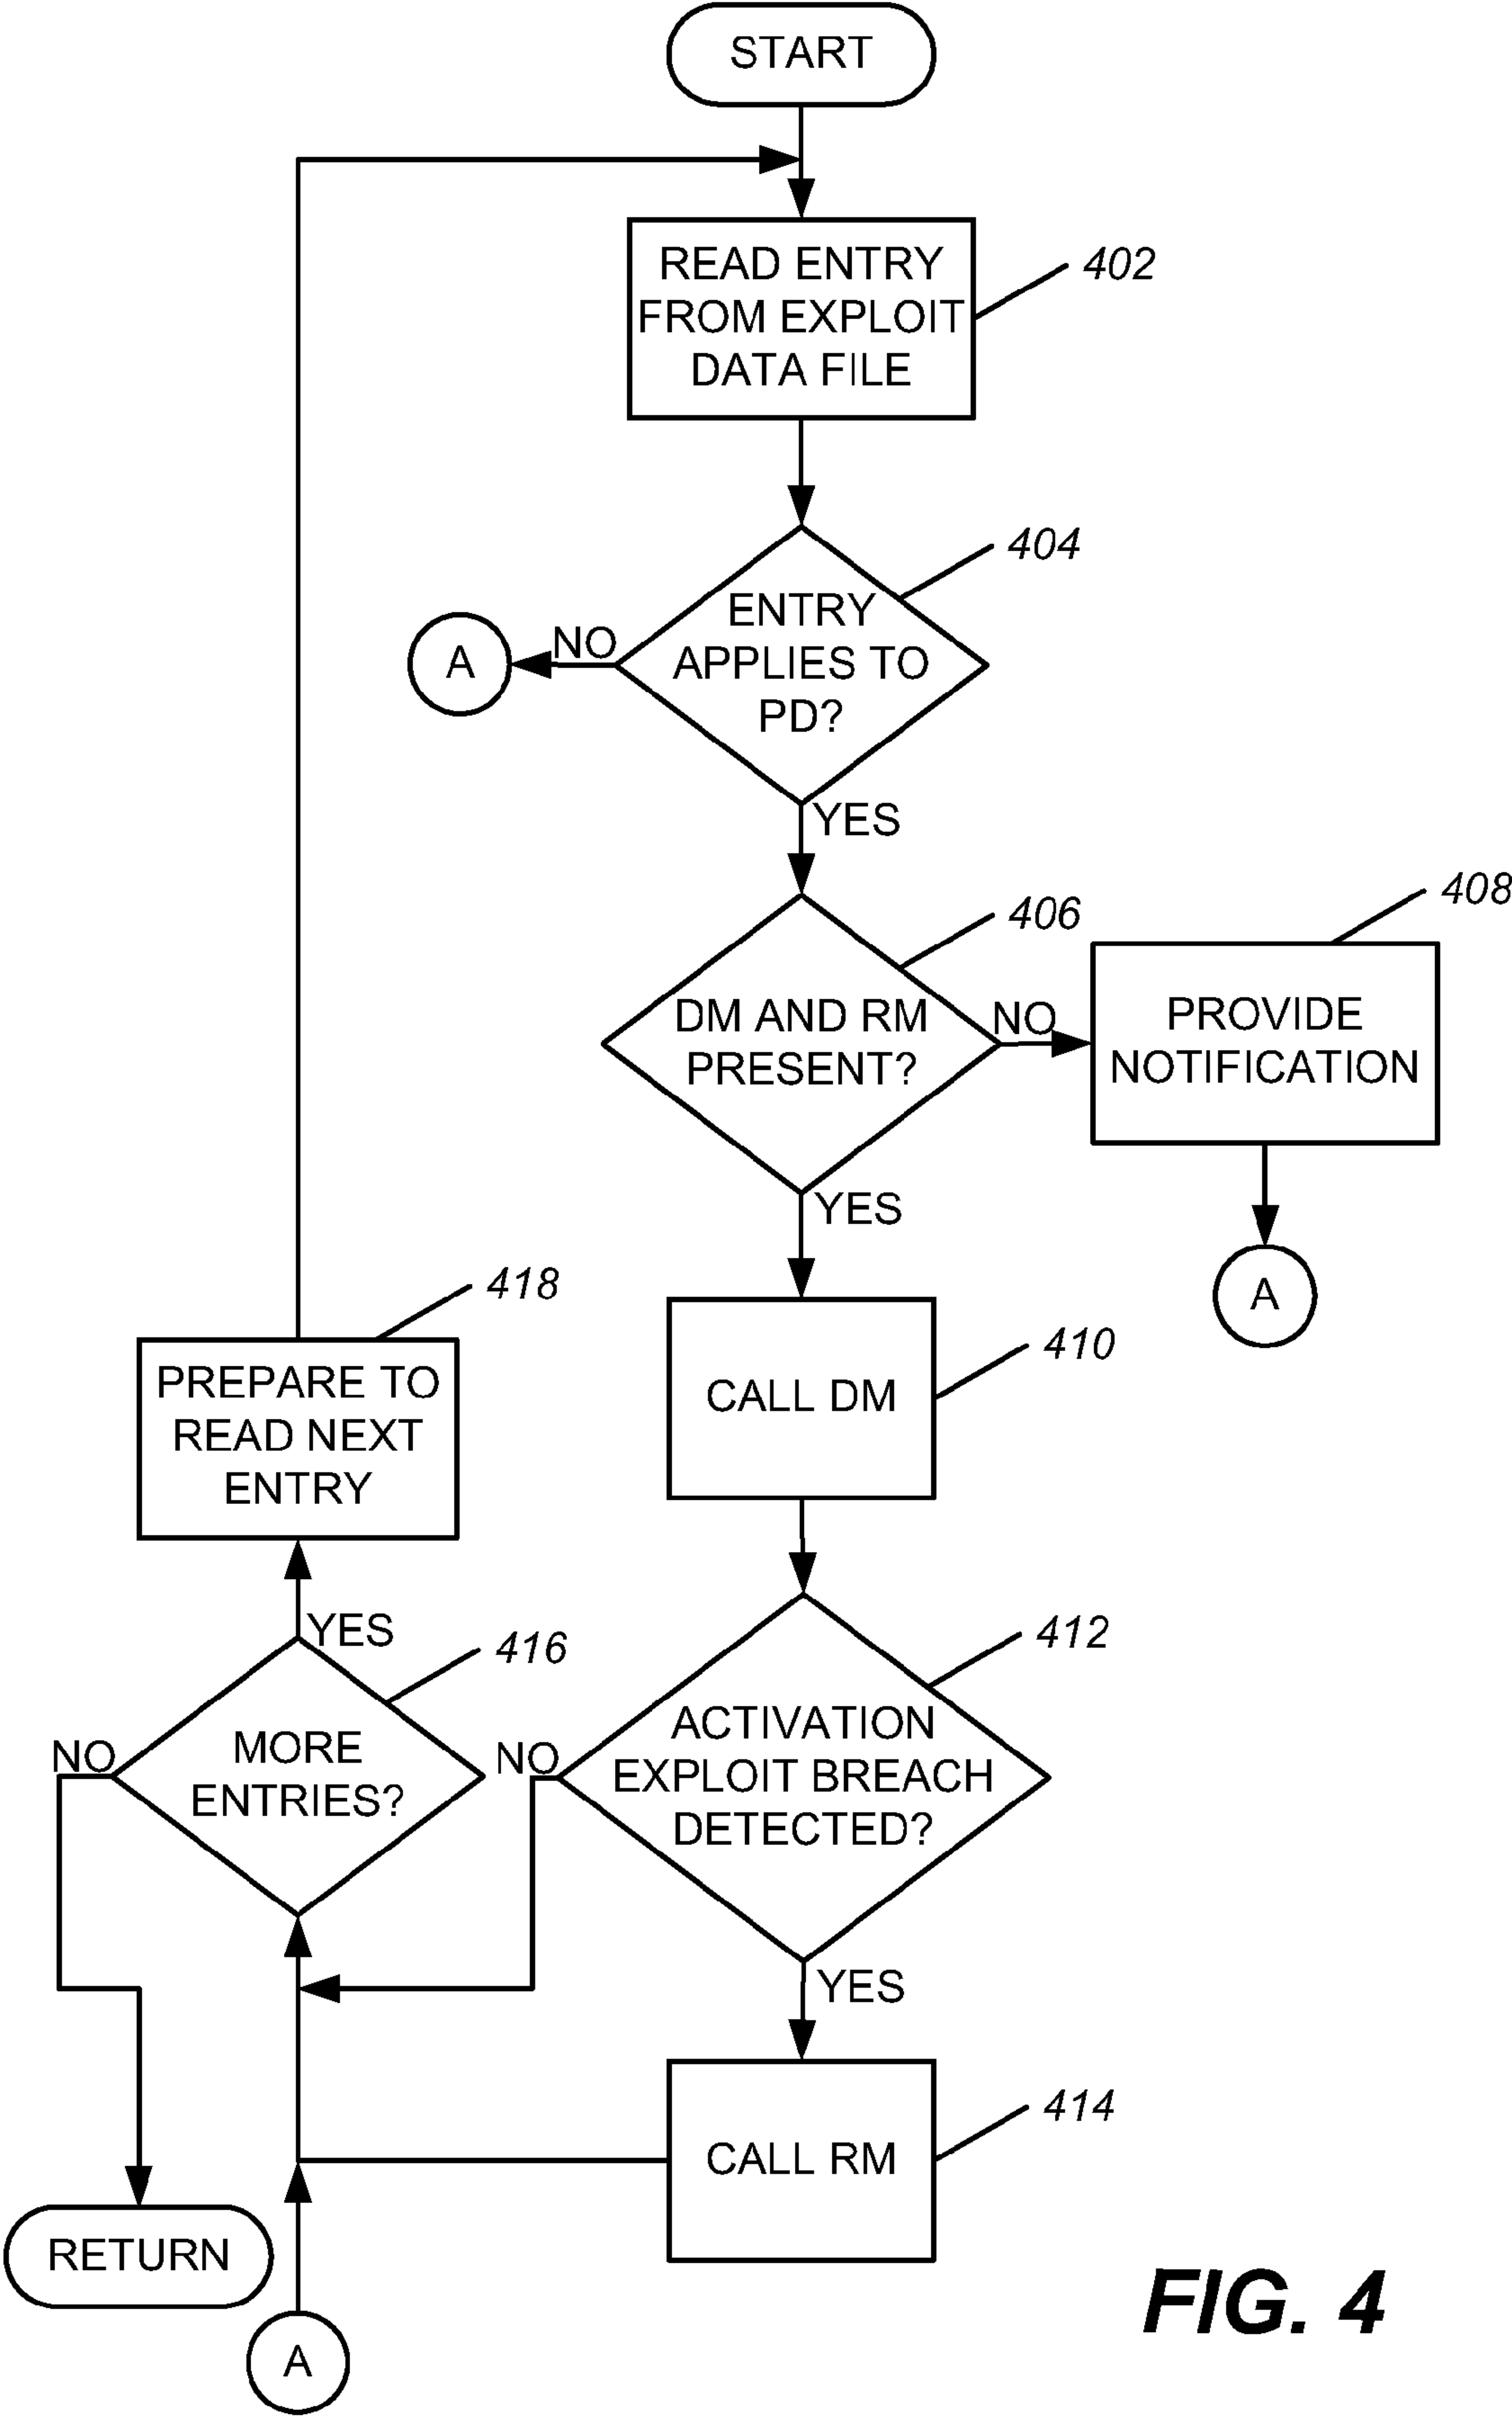 START
READ ENTRY
FROM EXPLOIT
DATA FILE
402
404
ENTRY
APPLIES TO
PD?
NO
A
YES
406
408
DM AND RM
PRESENT?
NO
PROVIDE
NOTIFICATION
YES
A
418
410
PREPARE TO
READ NEXT
ENTRY
CALL DM
YES
416
412
MORE
ENTRIES?
NO
NO
ACTIVATION
EXPLOIT BREACH
DETECTED?
YES
414
CALL RM
RETURN
A
FIG. 4